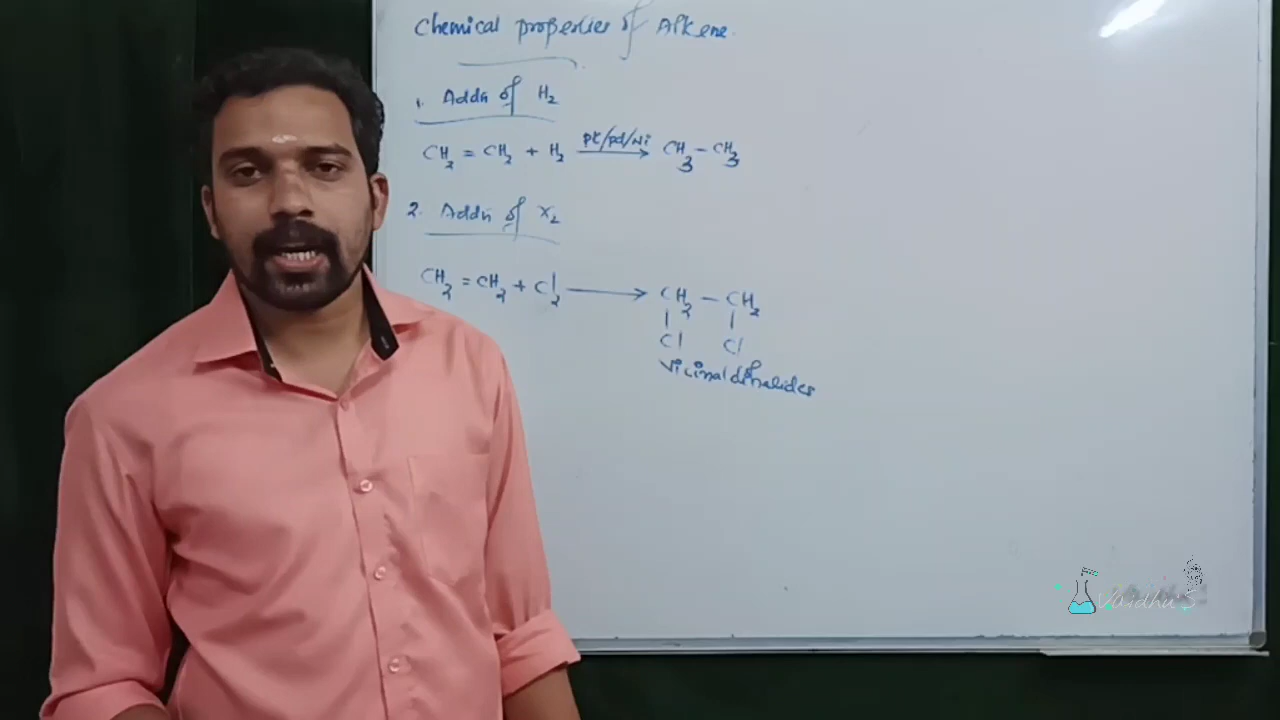 Chemical properties of Alkene.
1. Addn of H₂
CH₂ = CH₂ + H₂ ⟶ CH₃ – CH₃
Pt/Pd/Ni
2. Addn of X₂
CH₂ = CH₂ + Cl₂ ⟶ CH₂ – CH₂
| |
Cl Cl
Vicinal dihalides
Vaidhu's